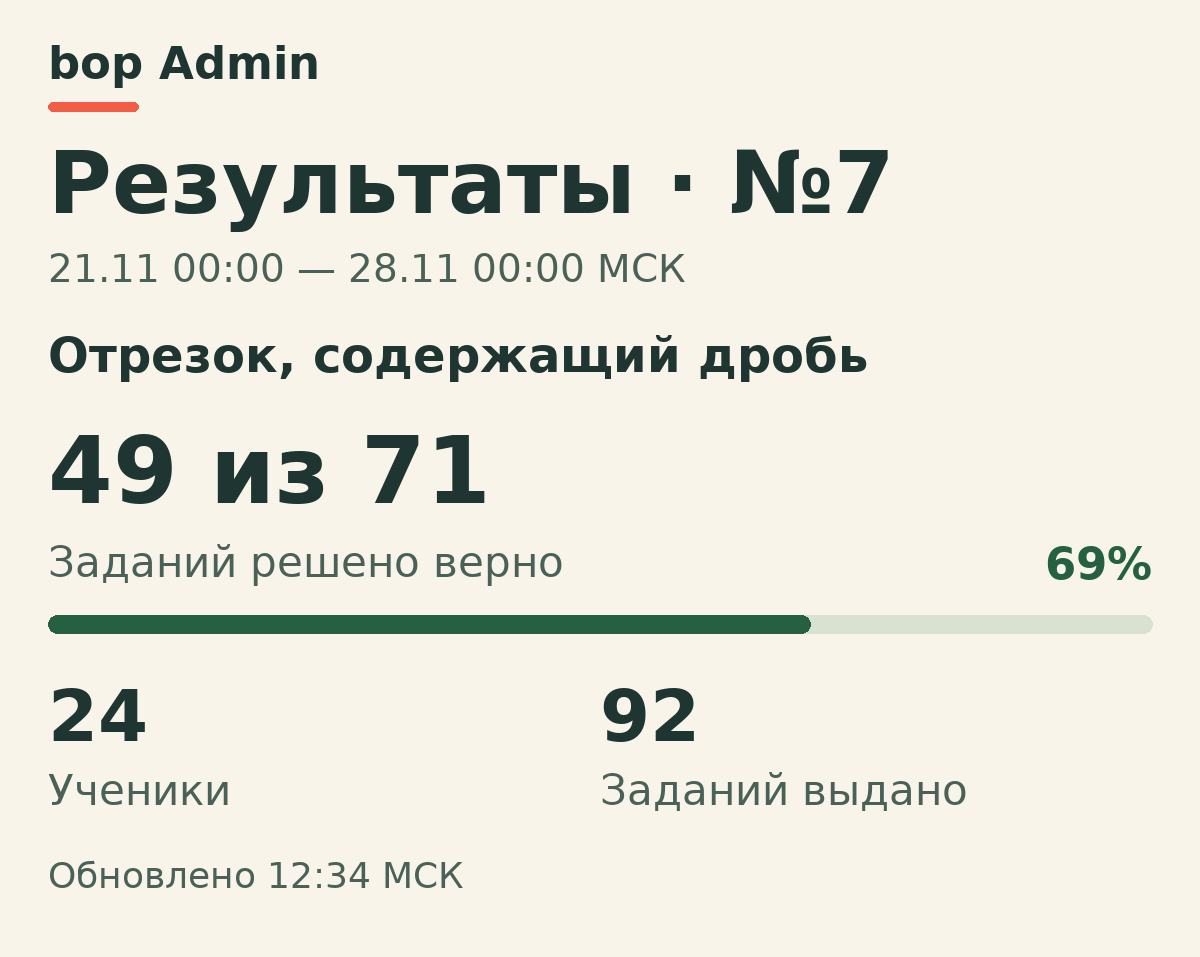 bop Admin
Результаты · №7
21.11 00:00 — 28.11 00:00 МСК
Отрезок, содержащий дробь
49 из 71
Заданий решено верно
69%
24
92
Ученики
Заданий выдано
Обновлено 12:34 МСК